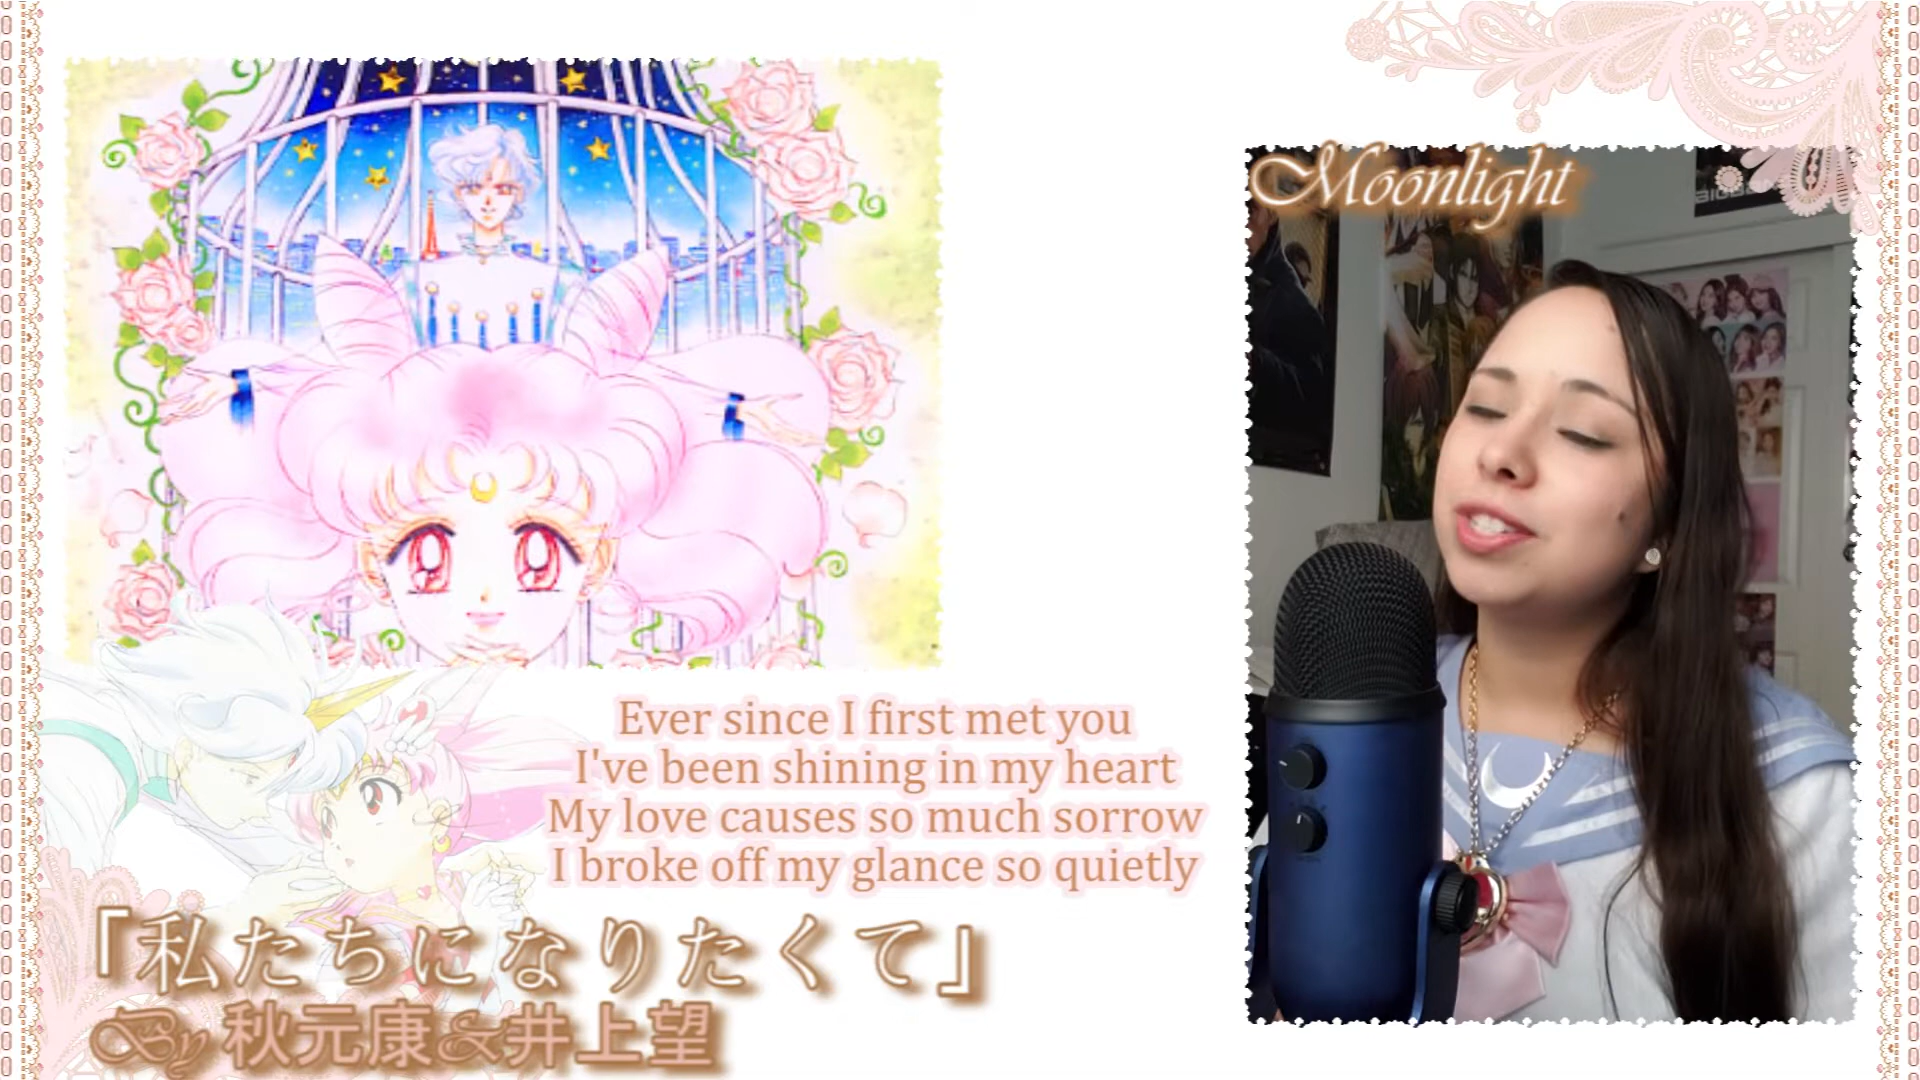 Moonlight
Ever since I first met you
I've been shining in my heart
My love causes so much sorrow
I broke off my glance so quietly
「私たちになりたくて」
By 秋元康&井上望